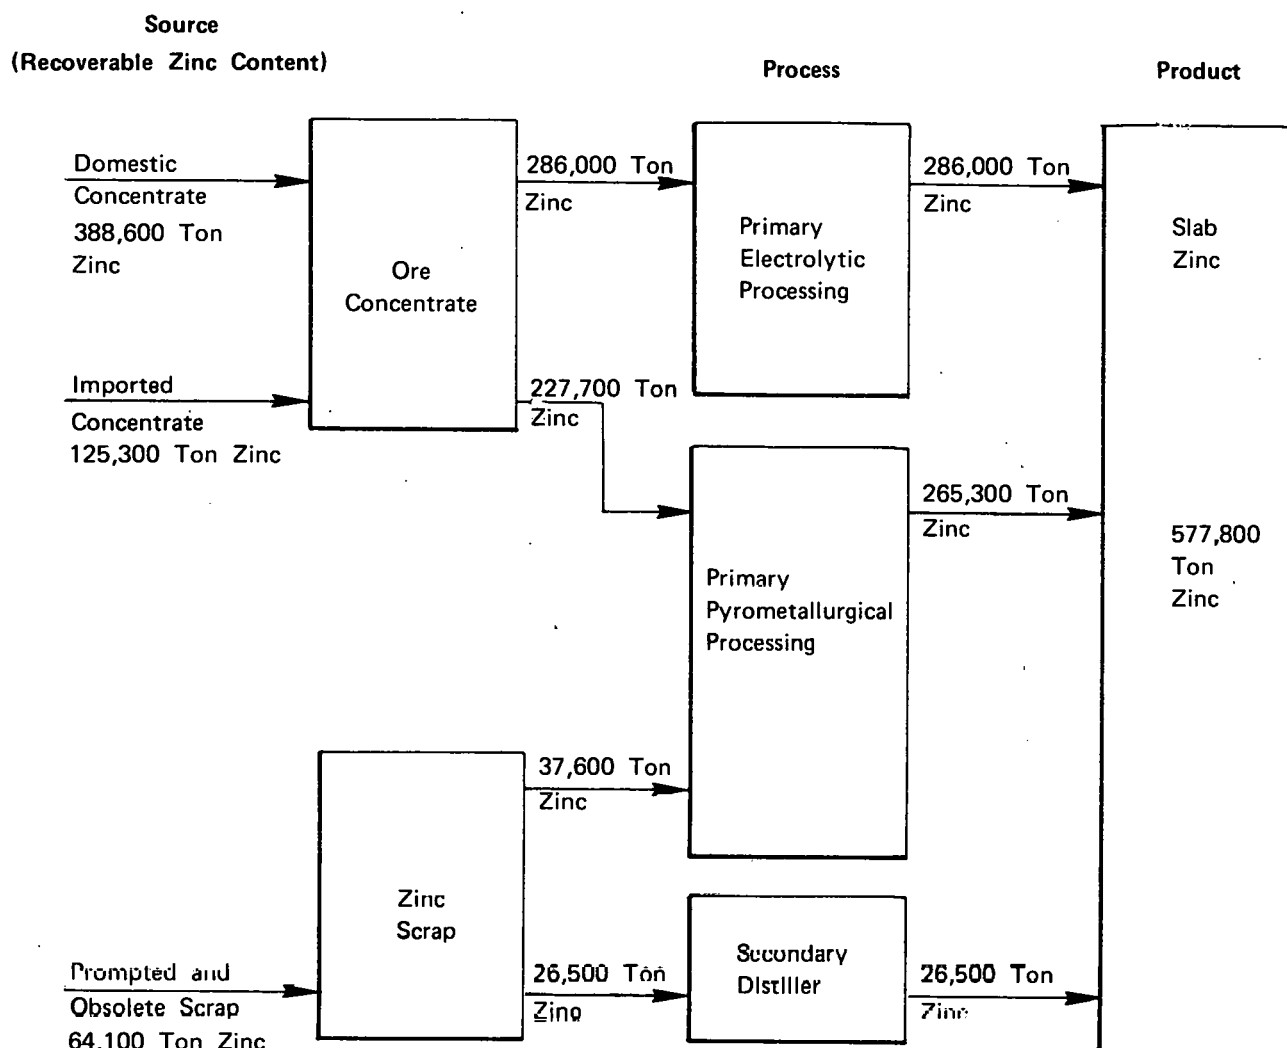 Source
(Recoverable Zinc Content)
Process
Product
Domestic
Concentrate
388,600 Ton
Zinc
Imported
Concentrate
125,300 Ton Zinc
Ore
Concentrate
286,000 Ton
Zinc
227,700 Ton
Zinc
Primary
Electrolytic
Processing
286,000 Ton
Zinc
Slab
Zinc
577,800
Ton
Zinc
Primary
Pyrometallurgical
Processing
265,300 Ton
Zinc
Prompted and
Obsolete Scrap
64,100 Ton Zinc
Zinc
Scrap
37,600 Ton
Zinc
26,500 Ton
Zinc
Secondary
Distiller
26,500 Ton
Zinc